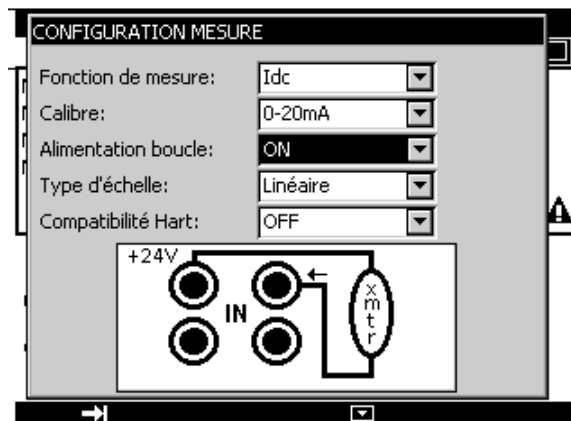 CONFIGURATION MESURE
Fonction de mesure: Idc
Calibre: 0-20mA
Alimentation boucle: ON
Type d'échelle: Linéaire
Compatibilité Hart: OFF
+24V
IN
xmtr